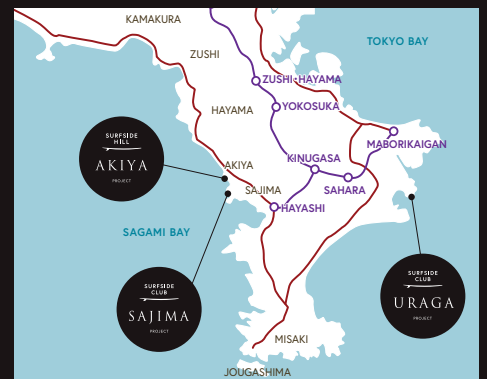 KAMAKURA
TOKYO BAY
ZUSHI
ZUSHI-HAYAMA
YOKOSUKA
HAYAMA
MABORIKAIGAN
SURFSIDE
HILL
AKIYA
PROJECT
KINUGASA
AKIYA
SAJIMA
SAHARA
HAYASHI
SAGAMI BAY
SURFSIDE
CLUB
SAJIMA
PROJECT
SURFSIDE
CLUB
URAGA
PROJECT
MISAKI
JOUGASHIMA